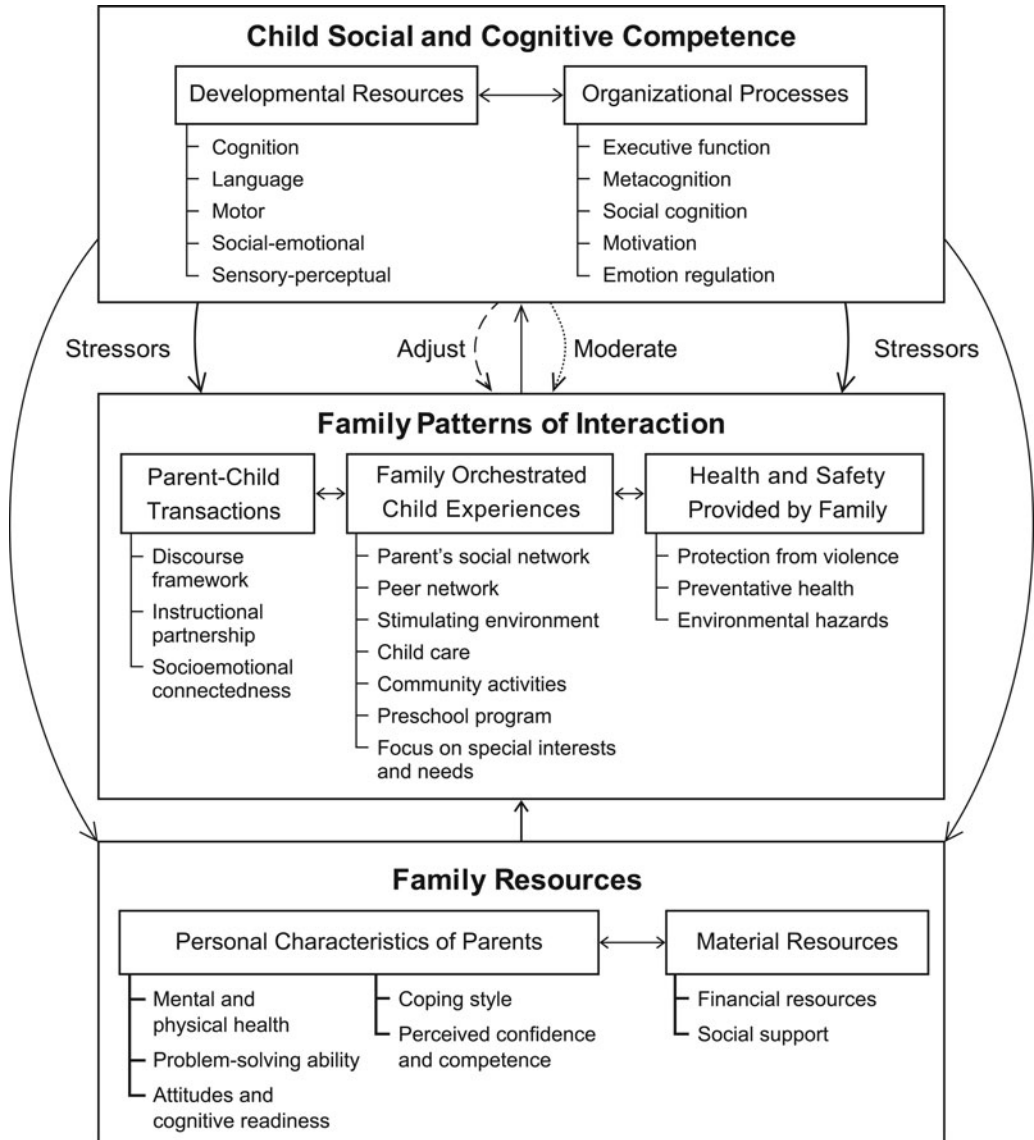 Child Social and Cognitive Competence
Developmental Resources
Cognition
Language
Motor
Social-emotional
Sensory-perceptual
Organizational Processes
Executive function
Metacognition
Social cognition
Motivation
Emotion regulation
Stressors
Adjust
Moderate
Stressors
Family Patterns of Interaction
Parent-Child
Transactions
Discourse
framework
Instructional
partnership
Socioemotional
connectedness
Family Orchestrated
Child Experiences
Parent's social network
Peer network
Stimulating environment
Child care
Community activities
Preschool program
Focus on special interests
and needs
Health and Safety
Provided by Family
Protection from violence
Preventative health
Environmental hazards
Family Resources
Personal Characteristics of Parents
Mental and
physical health
Problem-solving ability
Attitudes and
cognitive readiness
Coping style
Perceived confidence
and competence
Material Resources
Financial resources
Social support